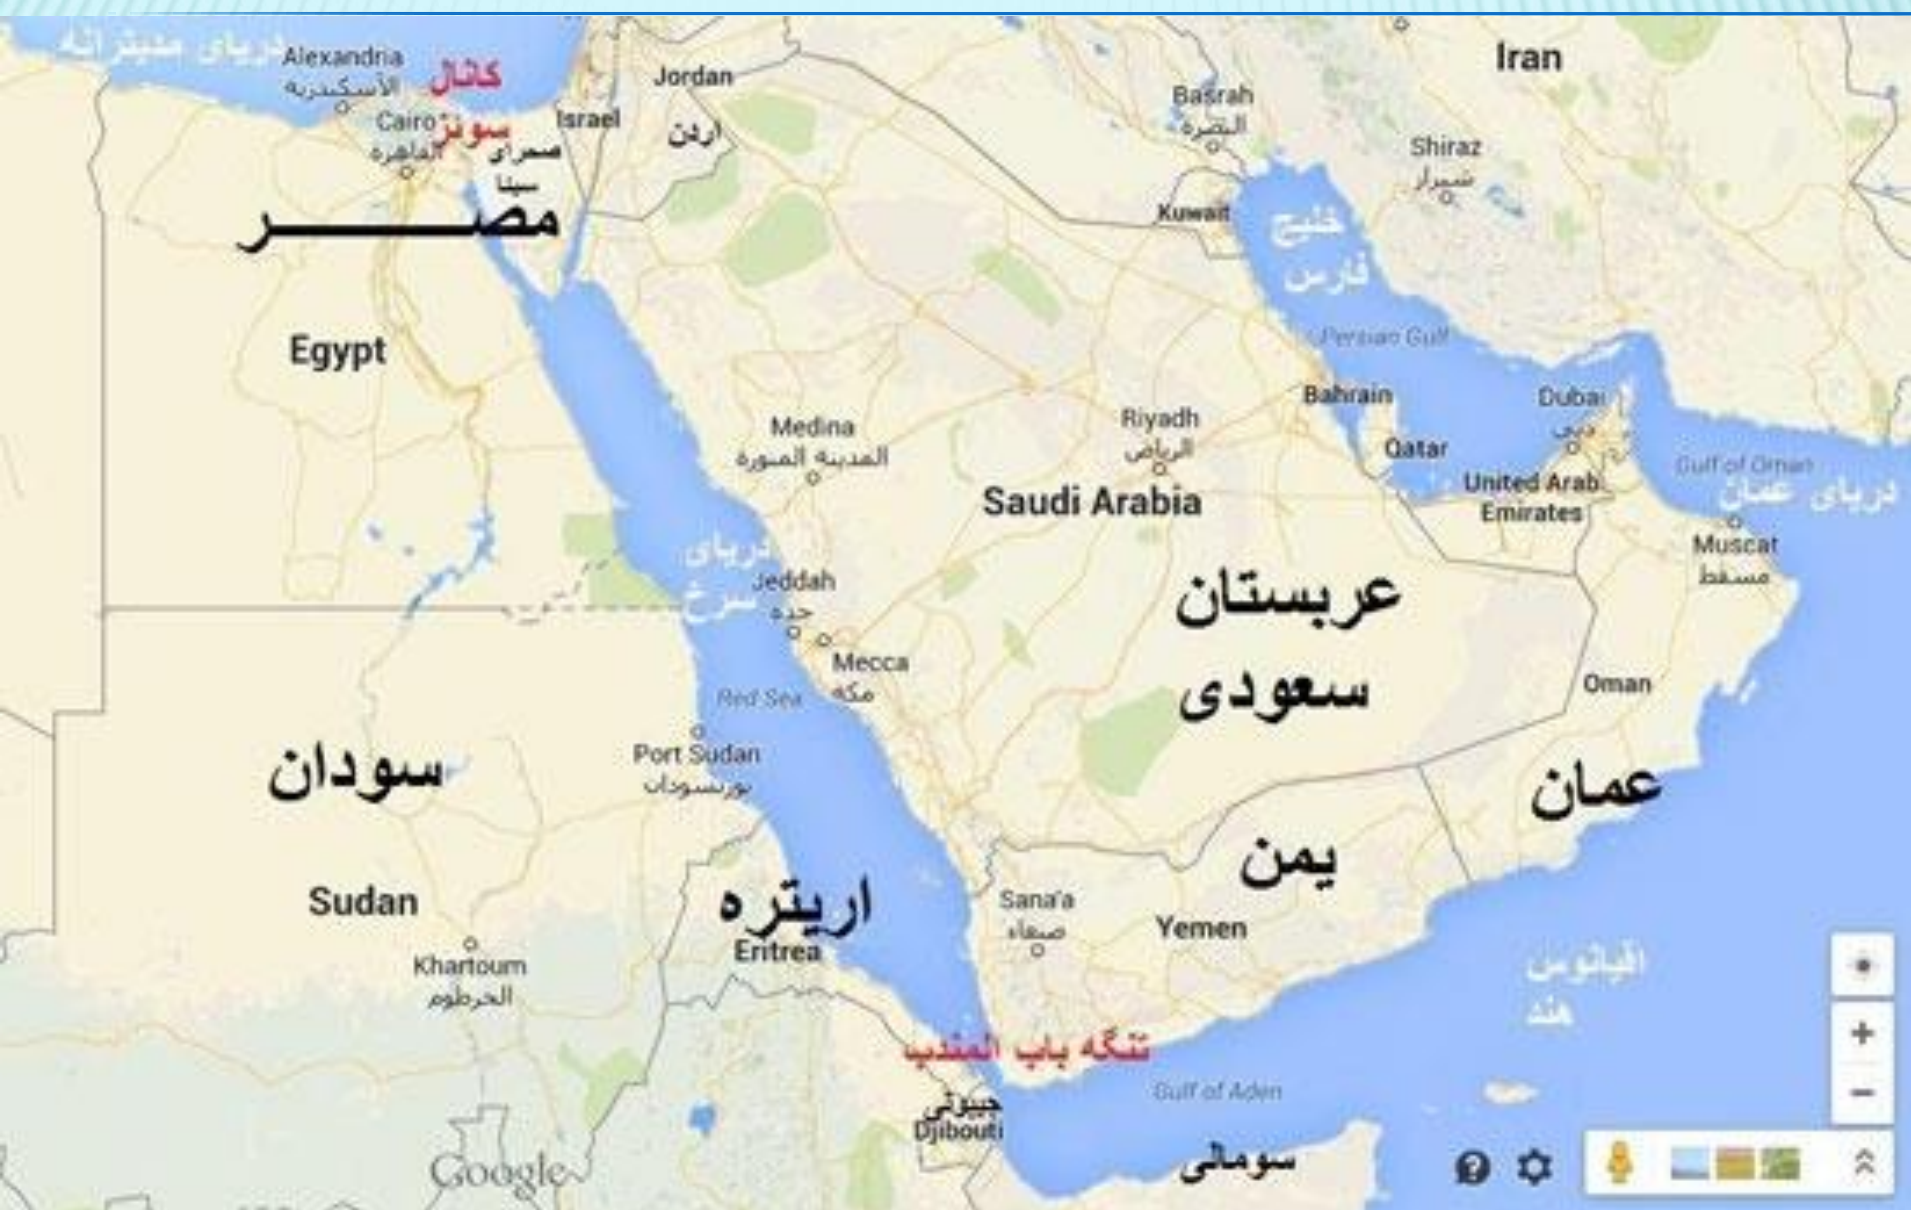 دریای مدیترانه
Alexandria
الأسكندرية
کانال
سوئز
Cairo
القاهرة
صحرای
سینا
Israel
Jordan
اردن
Iran
Basrah
البصرة
Shiraz
شیراز
Kuwait
خلیج
فارس
مصـــــــر
Persian Gulf
Egypt
Bahrain
Dubai
دبي
Medina
المدينة المنورة
Riyadh
الرياض
Qatar
United Arab
Emirates
Gulf of Oman
دریای عمان
Saudi Arabia
Muscat
مسقط
دریای
سرخ
Jeddah
جدة
عربستان
سعودی
Mecca
مكة
Red Sea
Oman
عمان
Port Sudan
بورتسودان
سودان
Sudan
یمن
Yemen
اریتره
Eritrea
Sana'a
صنعاء
Khartoum
الخرطوم
اقیانوس
هند
تنگه باب المندب
Gulf of Aden
جیبوتی
Djibouti
سومالی
Google